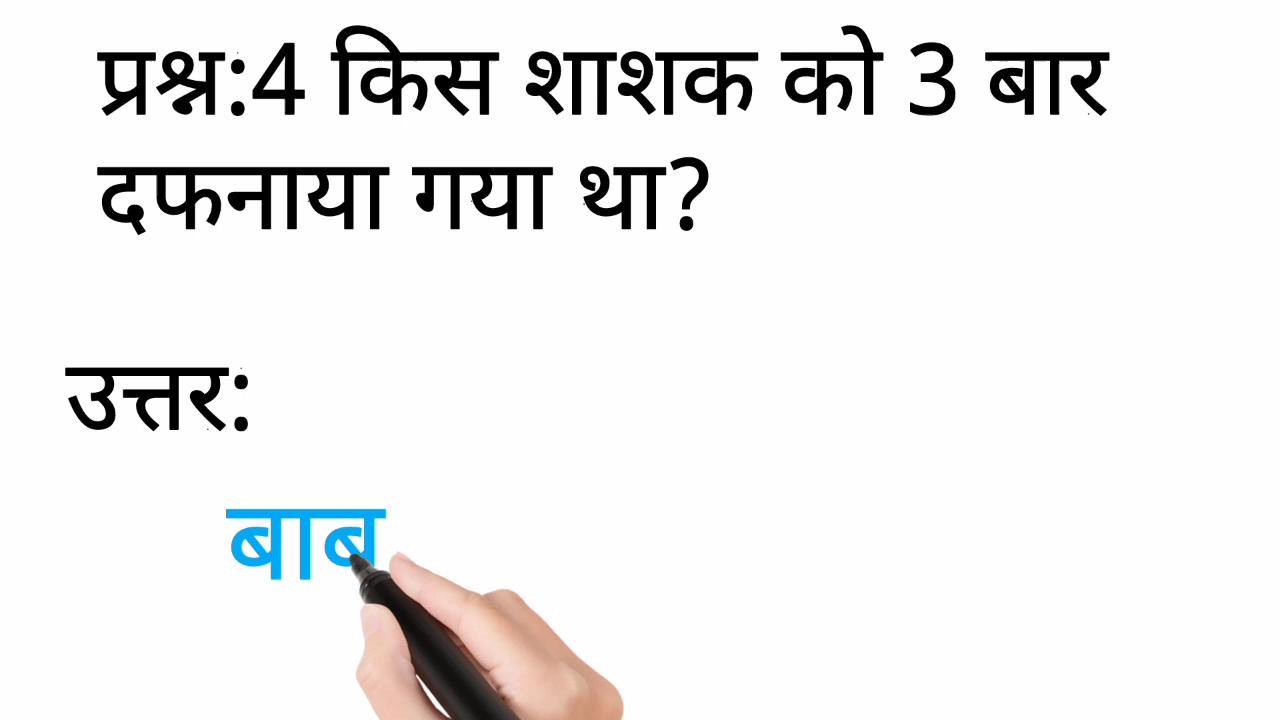 प्रश्न:4 किस शाशक को 3 बार
दफनाया गया था?
उत्तर:
बाब